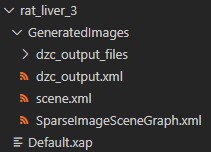 rat_liver_3
GeneratedImages
dzc_output_files
dzc_output.xml
scene.xml
SparseImageSceneGraph.xml
Default.xap